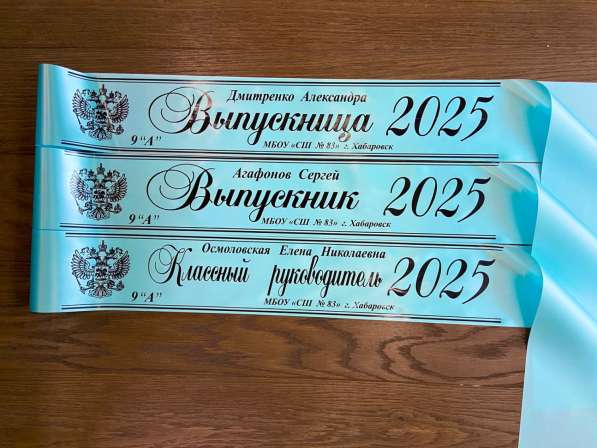 Дмитренко Александра
Выпускница 2025
9 "А"
МБОУ «СШ № 83» г. Хабаровск
Агафонов Сергей
Выпускник 2025
9 "А"
МБОУ «СШ № 83» г. Хабаровск
Осмоловская Елена Николаевна
Классный руководитель 2025
9 "А"
МБОУ «СШ № 83» г. Хабаровск